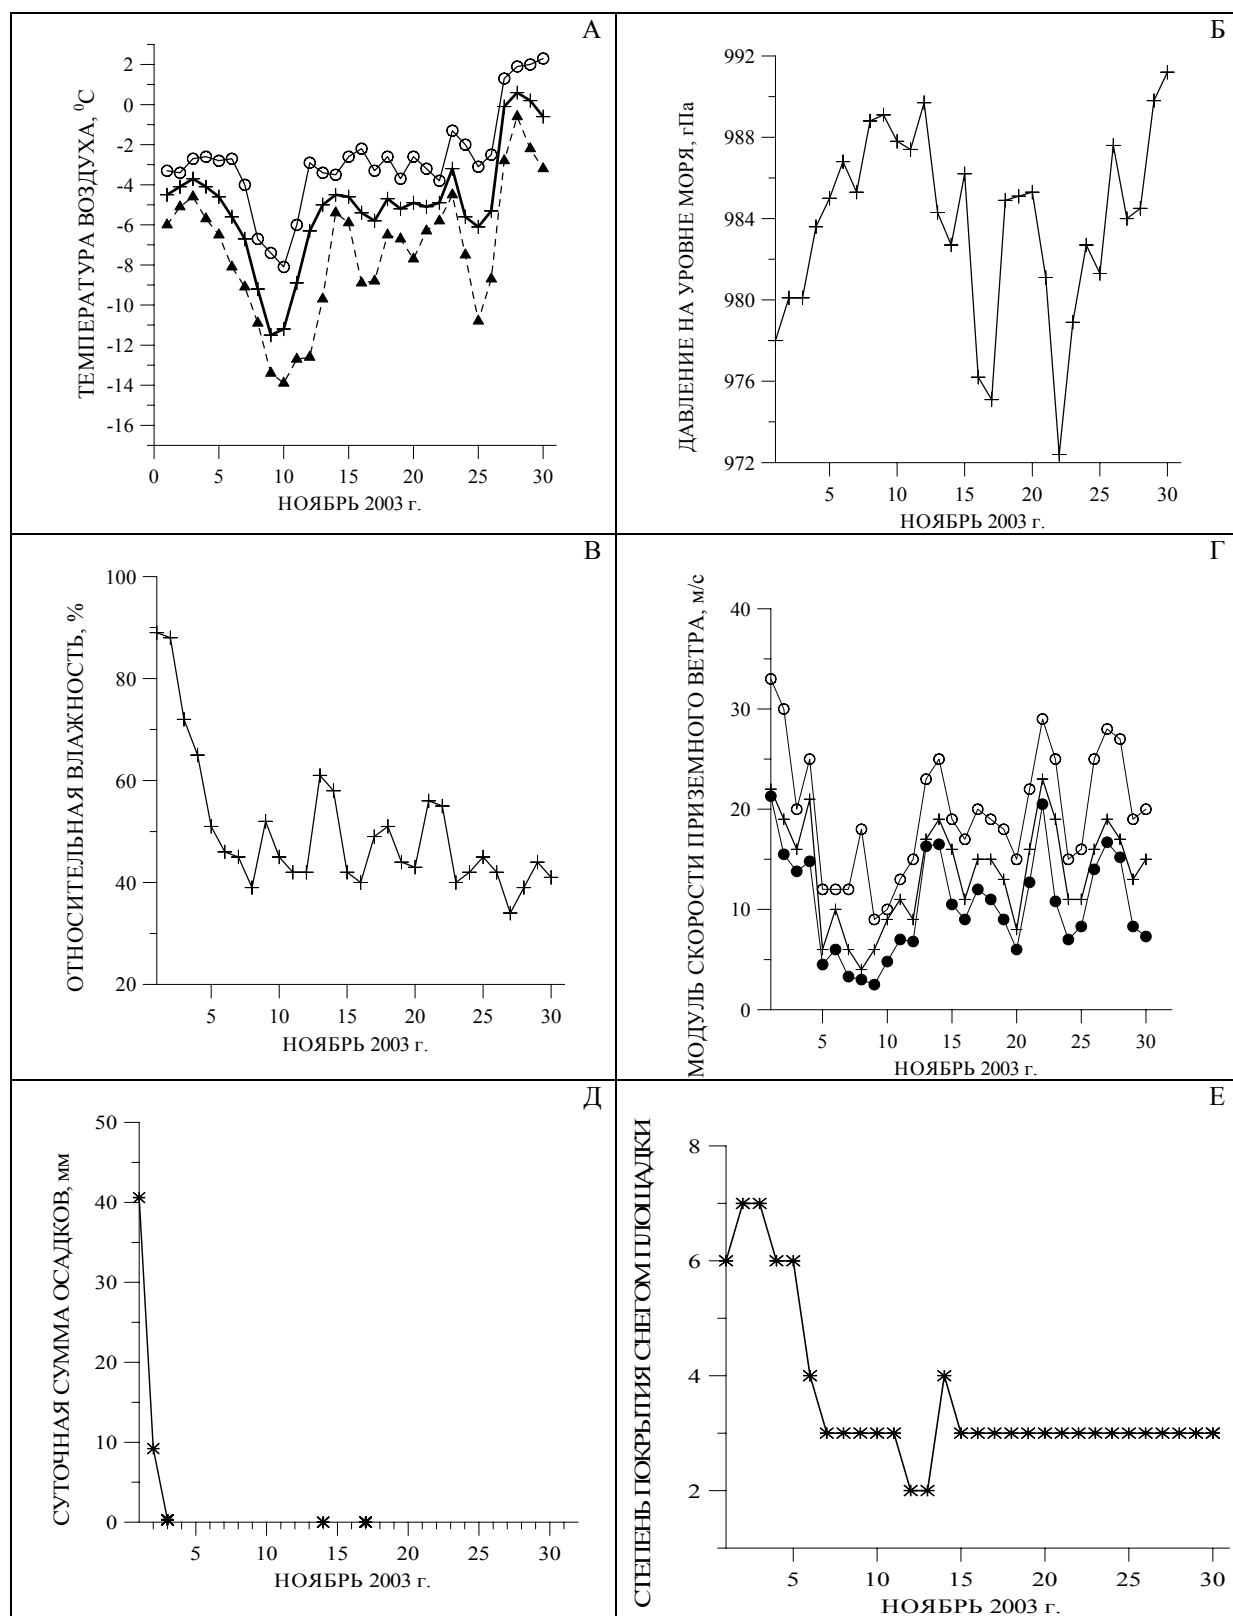 А
ТЕМПЕРАТУРА ВОЗДУХА, ⁰С
2
0
-2
-4
-6
-8
-10
-12
-14
-16
0 5 10 15 20 25 30
НОЯБРЬ 2003 г.
Б
ДАВЛЕНИЕ НА УРОВНЕ МОРЯ, гПа
992
988
984
980
976
972
5 10 15 20 25 30
НОЯБРЬ 2003 г.
В
ОТНОСИТЕЛЬНАЯ ВЛАЖНОСТЬ, %
100
80
60
40
20
5 10 15 20 25 30
НОЯБРЬ 2003 г.
Г
МОДУЛЬ СКОРОСТИ ПРИЗЕМНОГО ВЕТРА, м/с
40
30
20
10
0
5 10 15 20 25 30
НОЯБРЬ 2003 г.
Д
СУТОЧНАЯ СУММА ОСАДКОВ, мм
50
40
30
20
10
0
5 10 15 20 25 30
НОЯБРЬ 2003 г.
Е
СТЕПЕНЬ ПОКРЫТИЯ СНЕГОМ ПЛОЩАДКИ
8
6
4
2
5 10 15 20 25 30
НОЯБРЬ 2003 г.